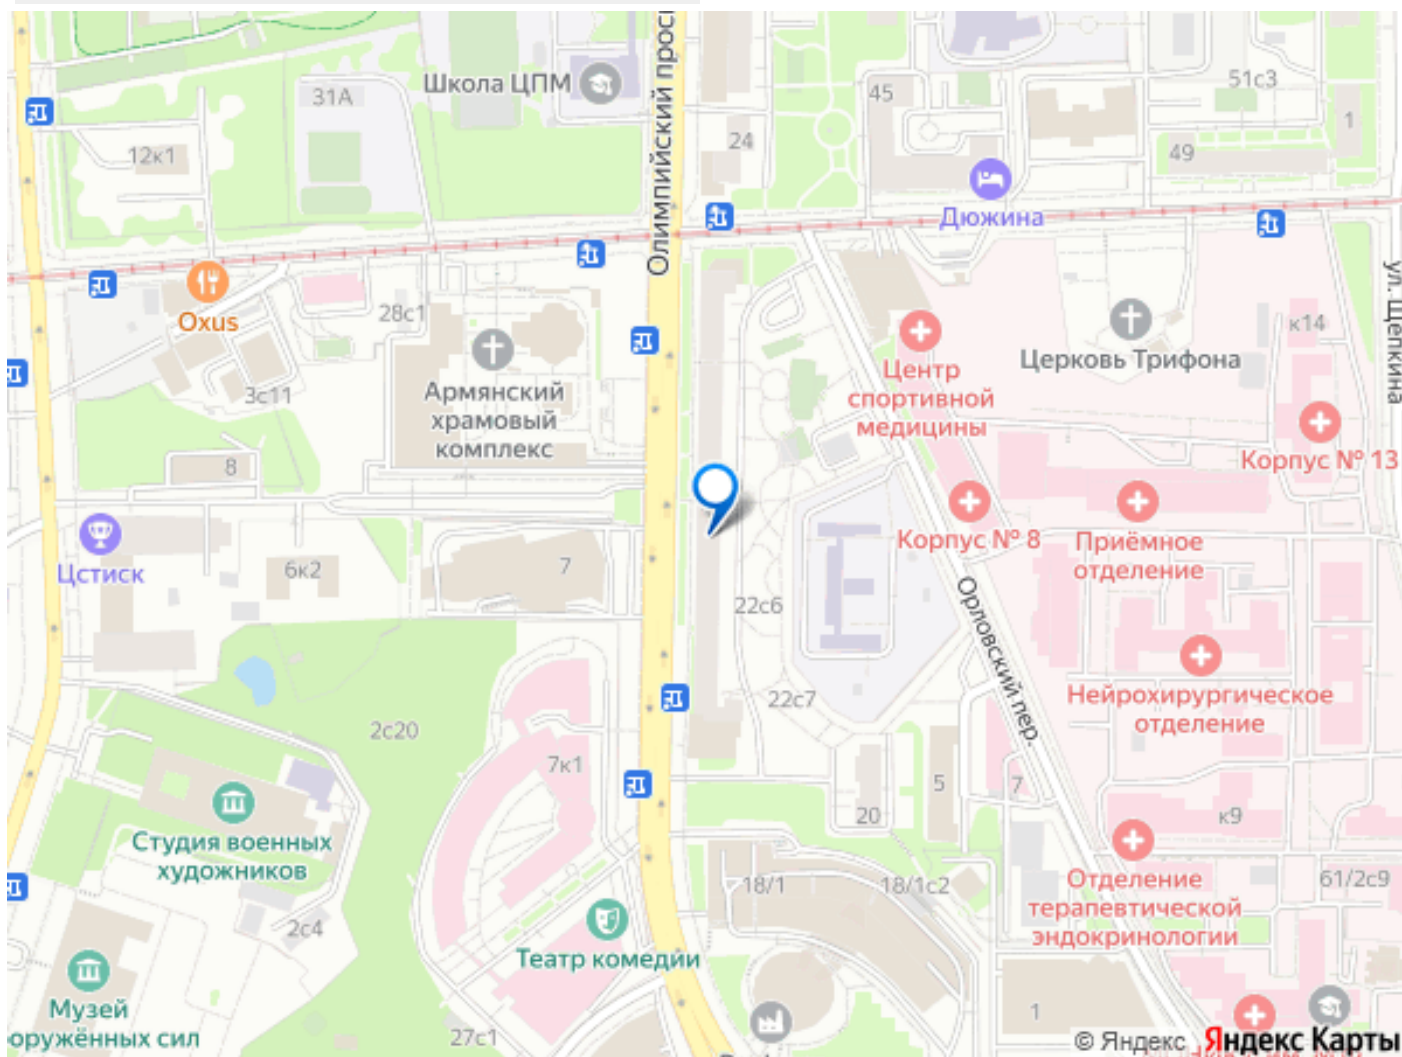 Школа ЦПМ
31А
12к1
Олимпийский прос
45
51с3
1
24
49
Дюжина
Oxus
28с1
3с11
Армянский
храмовый
комплекс
8
Центр
спортивной
медицины
Церковь Трифона
к14
ул. Щепкина
Корпус № 13
Цстиск
6к2
7
Корпус № 8
Приёмное
отделение
22с6
Орловский пер.
Нейрохирургическое
отделение
22с7
2с20
7к1
5
7
20
к9
Студия военных
художников
18/1
18/1с2
Отделение
терапевтической
эндокринологии
61/2с9
2с4
Театр комедии
Музей
оружённых сил
27с1
1
© Яндекс Яндекс Карты